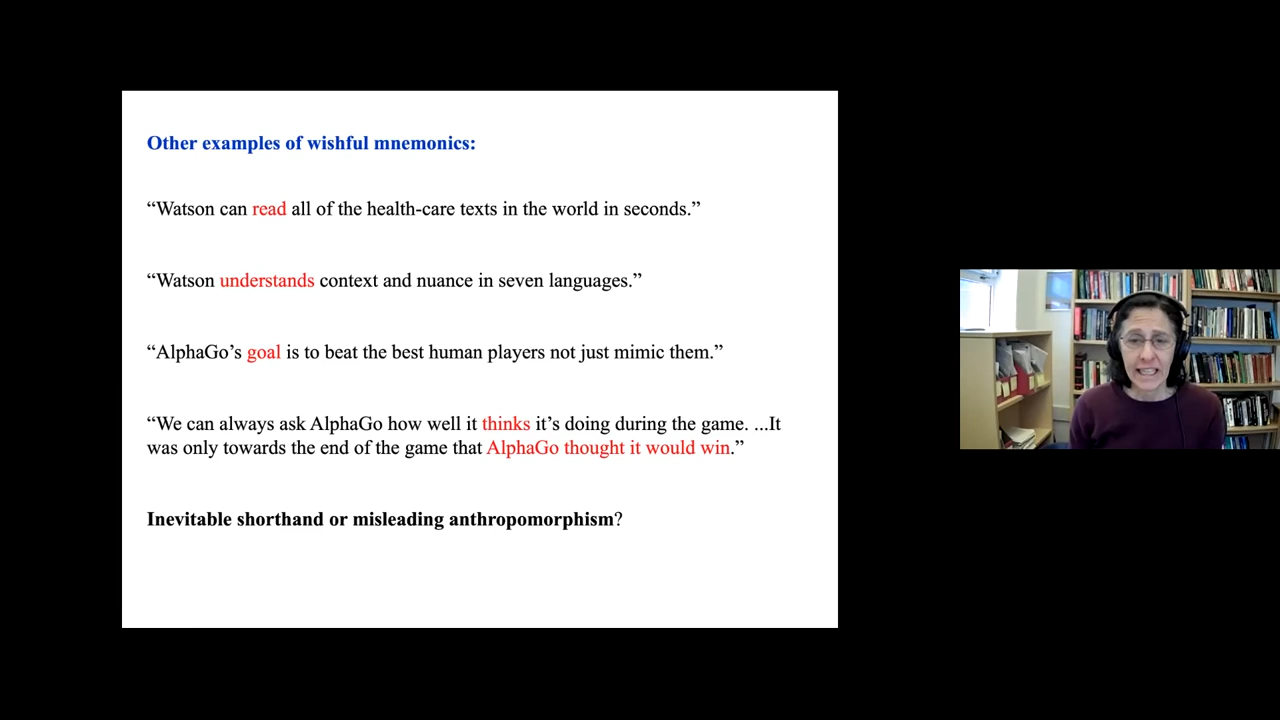 Other examples of wishful mnemonics:
“Watson can read all of the health-care texts in the world in seconds.”
“Watson understands context and nuance in seven languages.”
“AlphaGo’s goal is to beat the best human players not just mimic them.”
“We can always ask AlphaGo how well it thinks it’s doing during the game. ...It
was only towards the end of the game that AlphaGo thought it would win.”
Inevitable shorthand or misleading anthropomorphism?